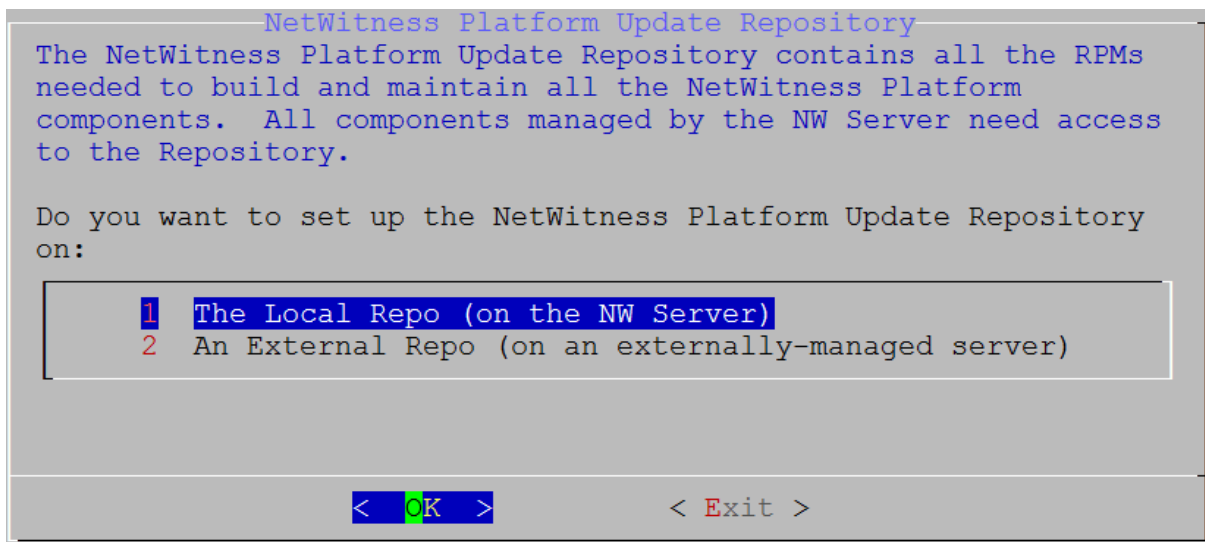 NetWitness Platform Update Repository
The NetWitness Platform Update Repository contains all the RPMs
needed to build and maintain all the NetWitness Platform
components.  All components managed by the NW Server need access
to the Repository.
Do you want to set up the NetWitness Platform Update Repository
on:
1 The Local Repo (on the NW Server)
2 An External Repo (on an externally-managed server)
< OK > < Exit >